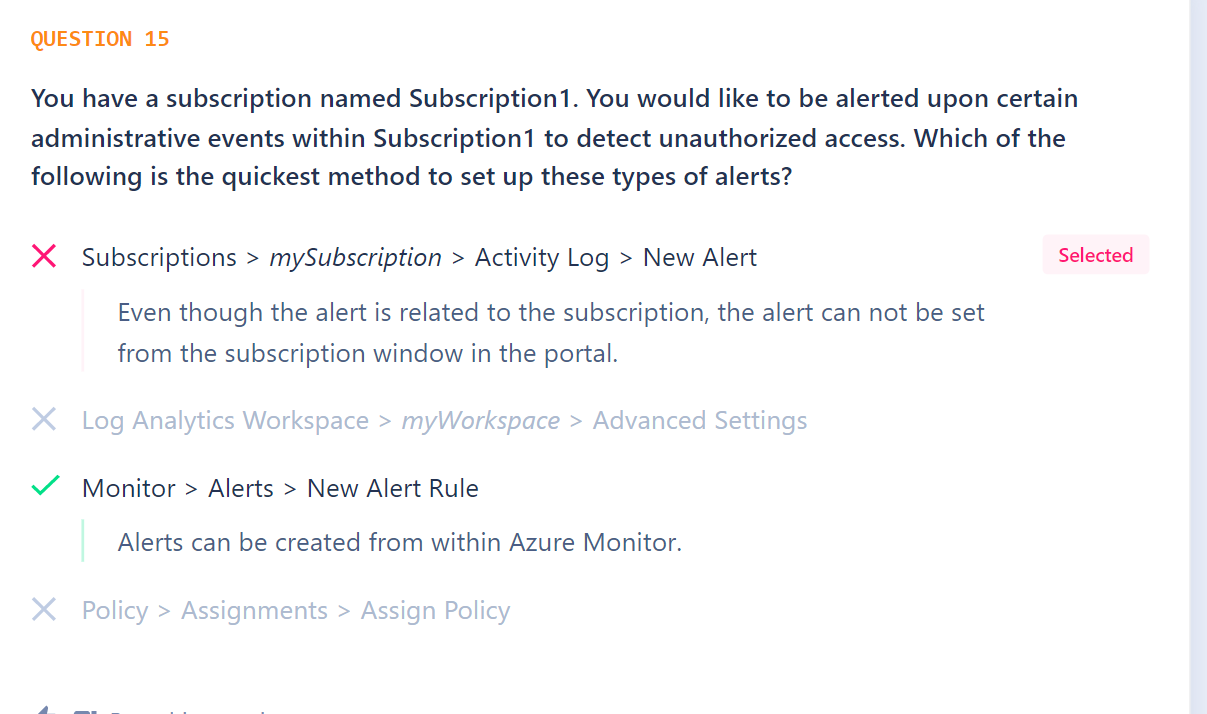 QUESTION 15
You have a subscription named Subscription1. You would like to be alerted upon certain
administrative events within Subscription1 to detect unauthorized access. Which of the
following is the quickest method to set up these types of alerts?
Subscriptions > mySubscription > Activity Log > New Alert
Selected
Even though the alert is related to the subscription, the alert can not be set
from the subscription window in the portal.
Log Analytics Workspace > myWorkspace > Advanced Settings
Monitor > Alerts > New Alert Rule
Alerts can be created from within Azure Monitor.
Policy > Assignments > Assign Policy